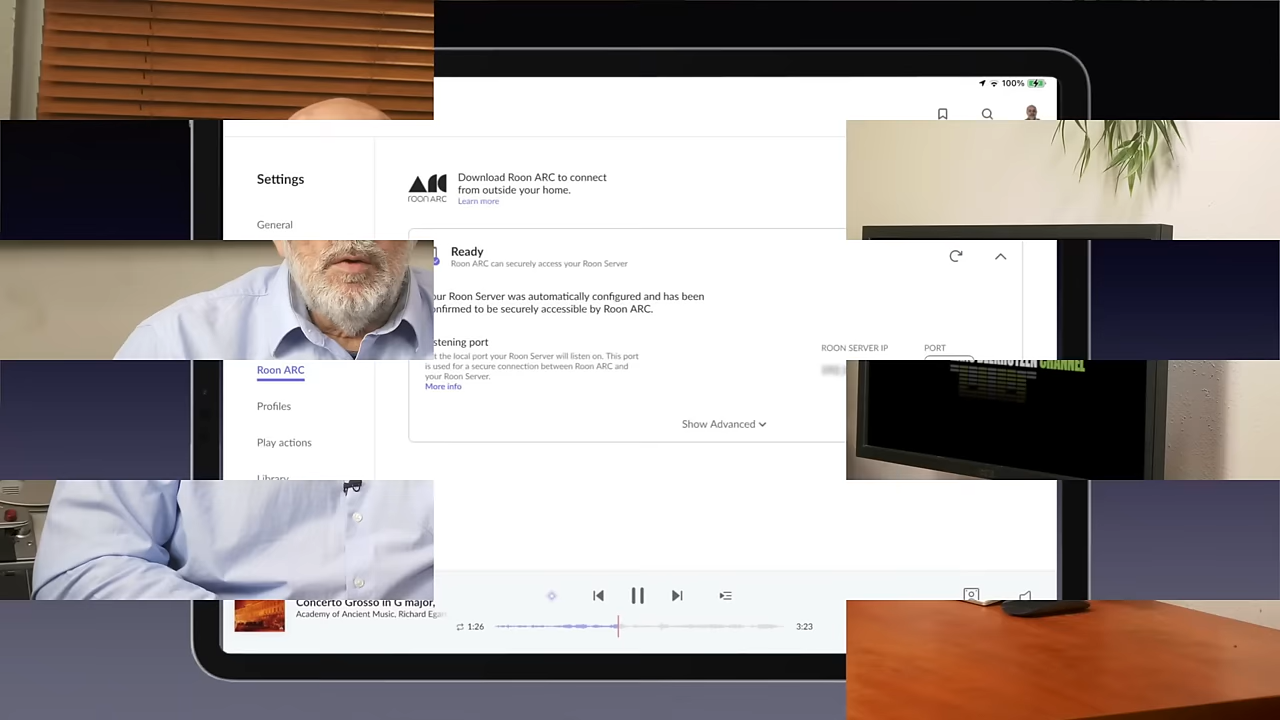 100%
Settings
ROON ARC
Download Roon ARC to connect
from outside your home.
Learn more
General
Ready
Roon ARC can securely access your Roon Server
our Roon Server was automatically configured and has been
onfirmed to be securely accessible by Roon ARC.
stening port
t the local port your Roon Server will listen on. This port
is used for a secure connection between Roon ARC and
your Roon Server.
More info
ROON SERVER IP
PORT
CHANNEL
Roon ARC
Profiles
Play actions
Show Advanced
Library
Concerto Grosso in G major,
Academy of Ancient Music, Richard Egar
1:26
3:23